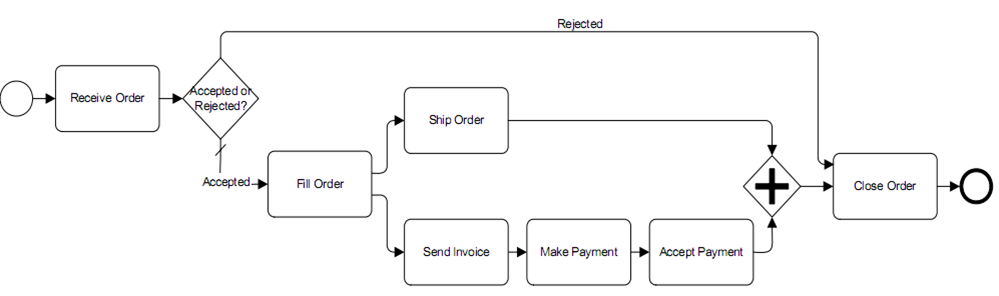 Rejected
Receive Order
Accepted or
Rejected?
Ship Order
Accepted
Fill Order
Close Order
Send Invoice
Make Payment
Accept Payment